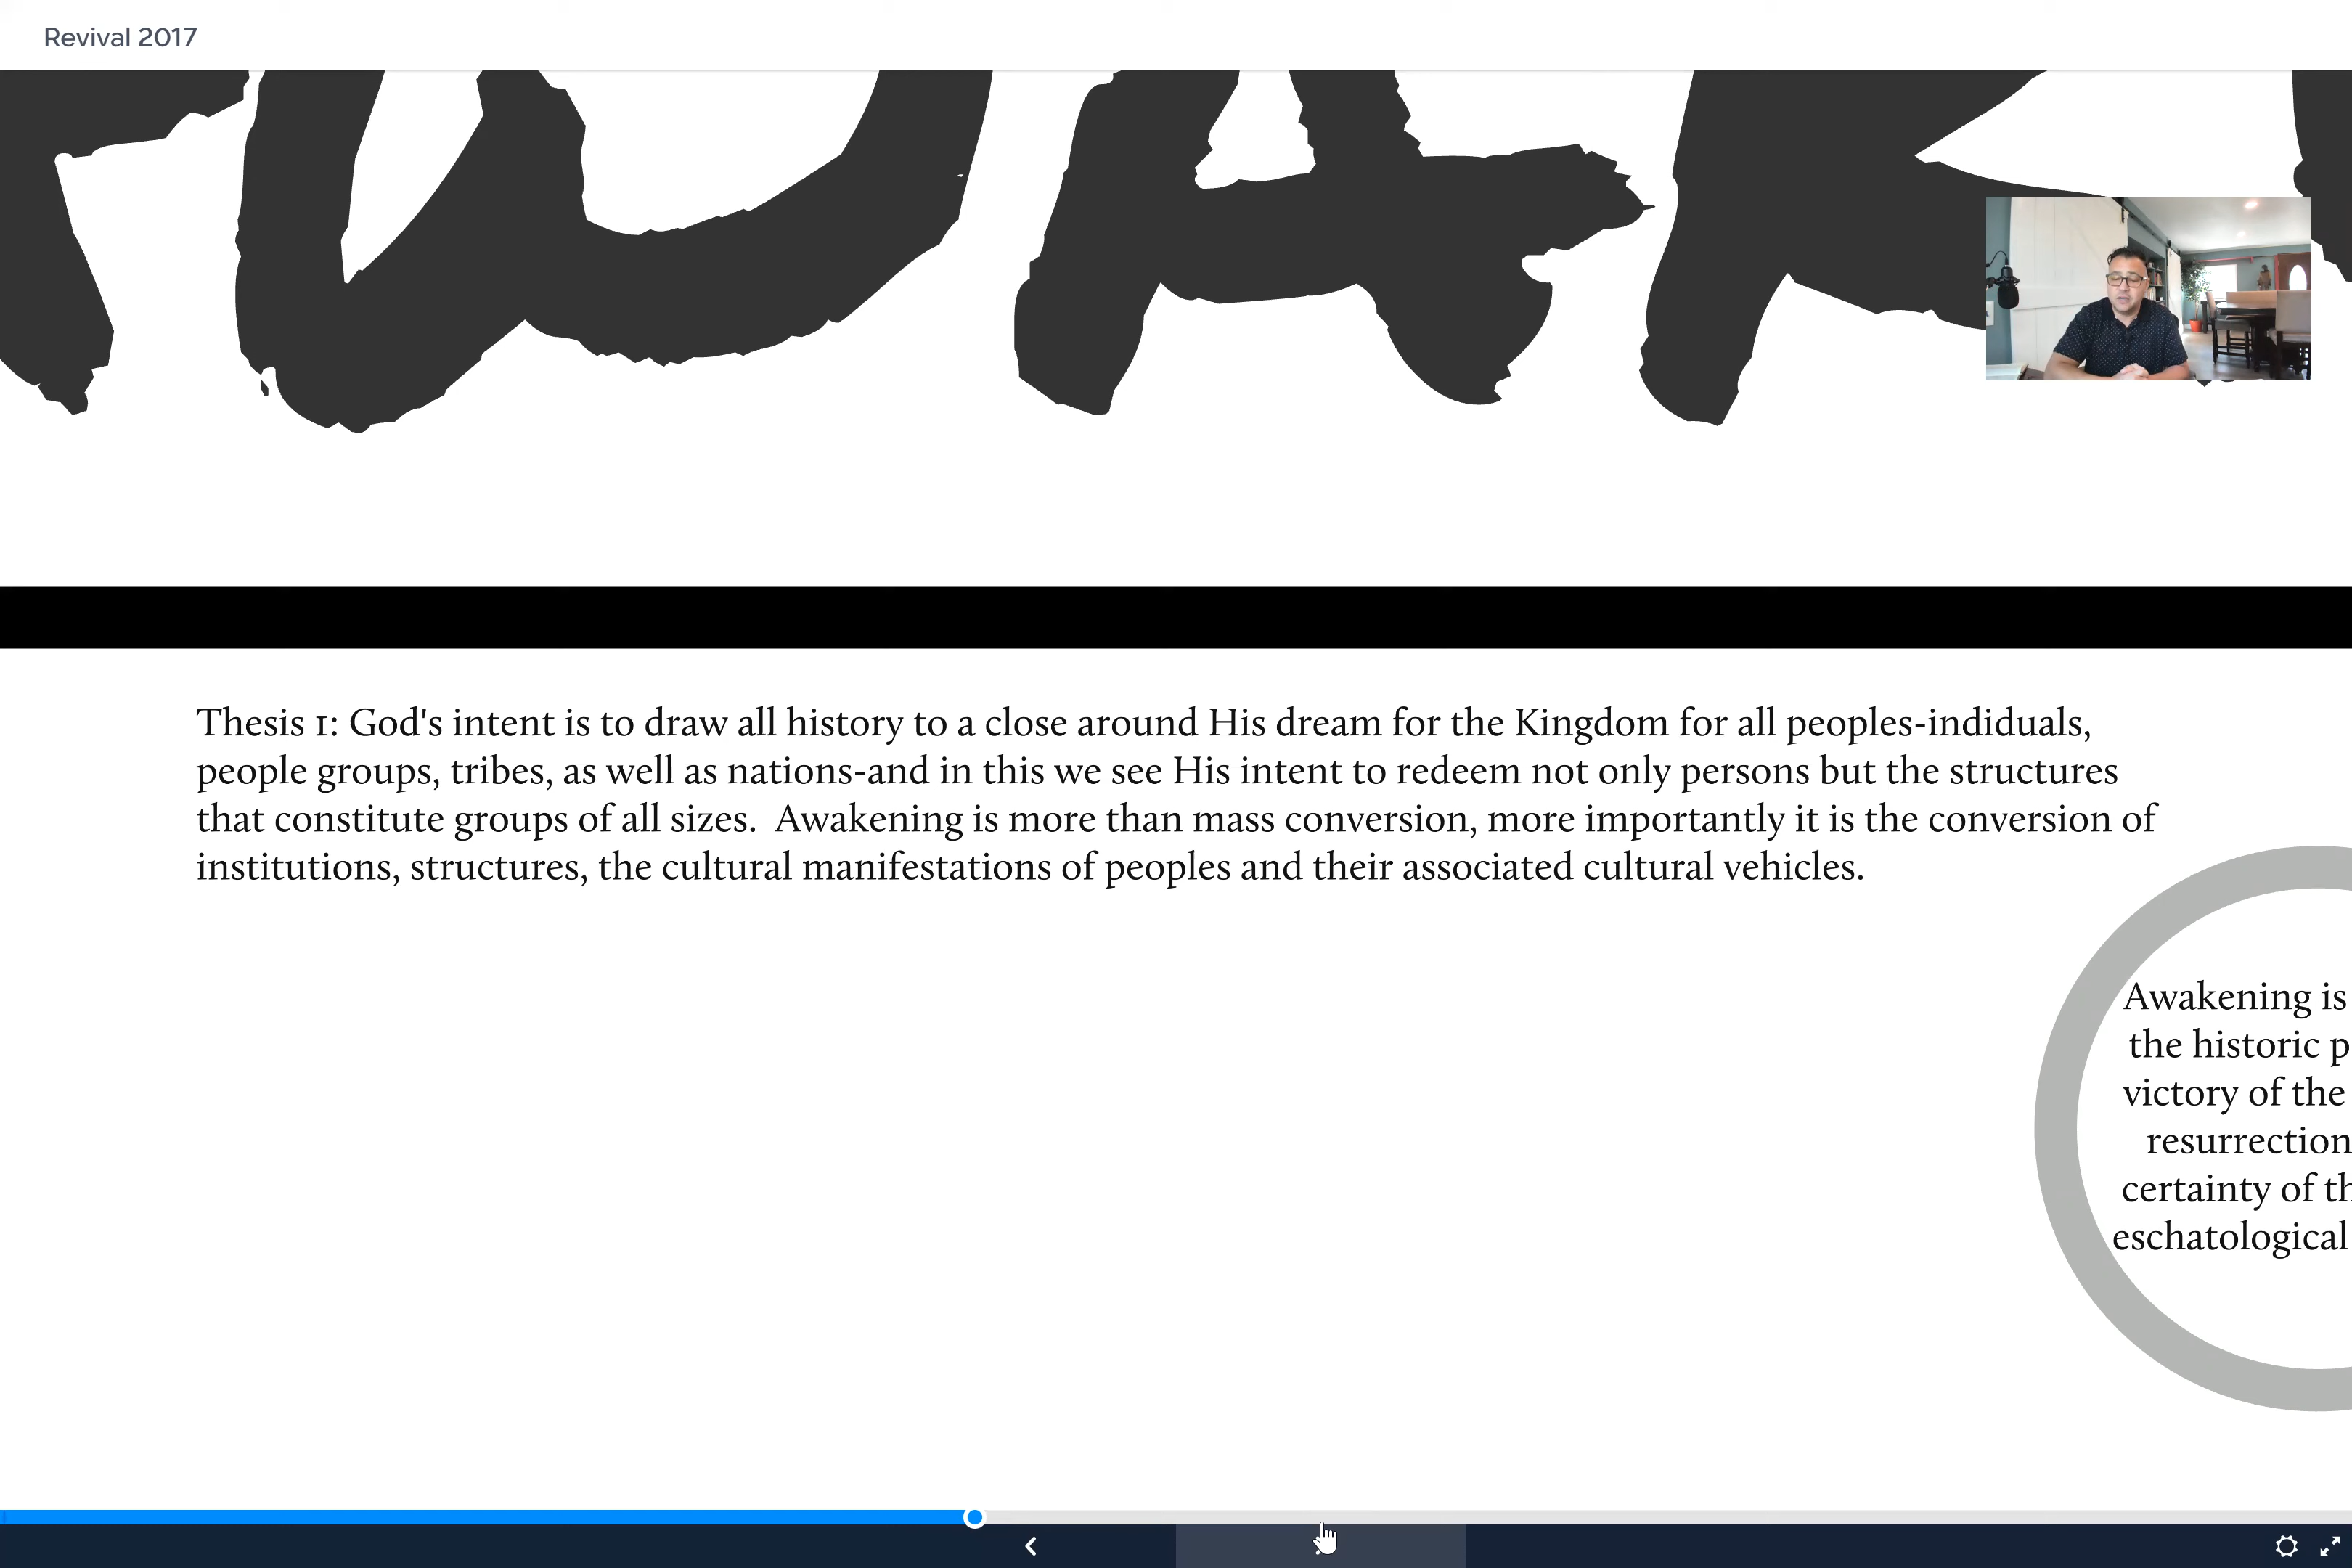 Revival 2017
Thesis 1: God's intent is to draw all history to a close around His dream for the Kingdom for all peoples-indiduals,
people groups, tribes, as well as nations-and in this we see His intent to redeem not only persons but the structures
that constitute groups of all sizes.  Awakening is more than mass conversion, more importantly it is the conversion of
institutions, structures, the cultural manifestations of peoples and their associated cultural vehicles.
Awakening is
the historic p
victory of the
resurrection
certainty of th
eschatological